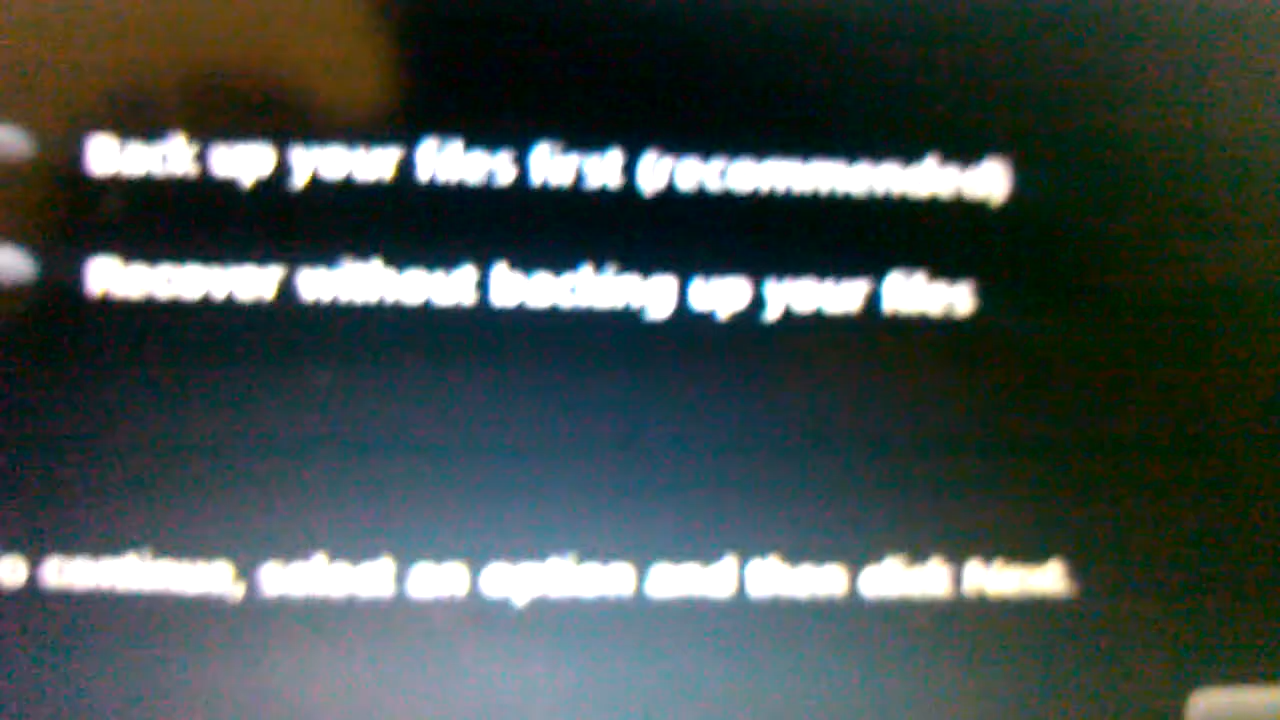 Back up your files first (recommended)
Recover without backing up your files
o continue, select an option and then click Next.